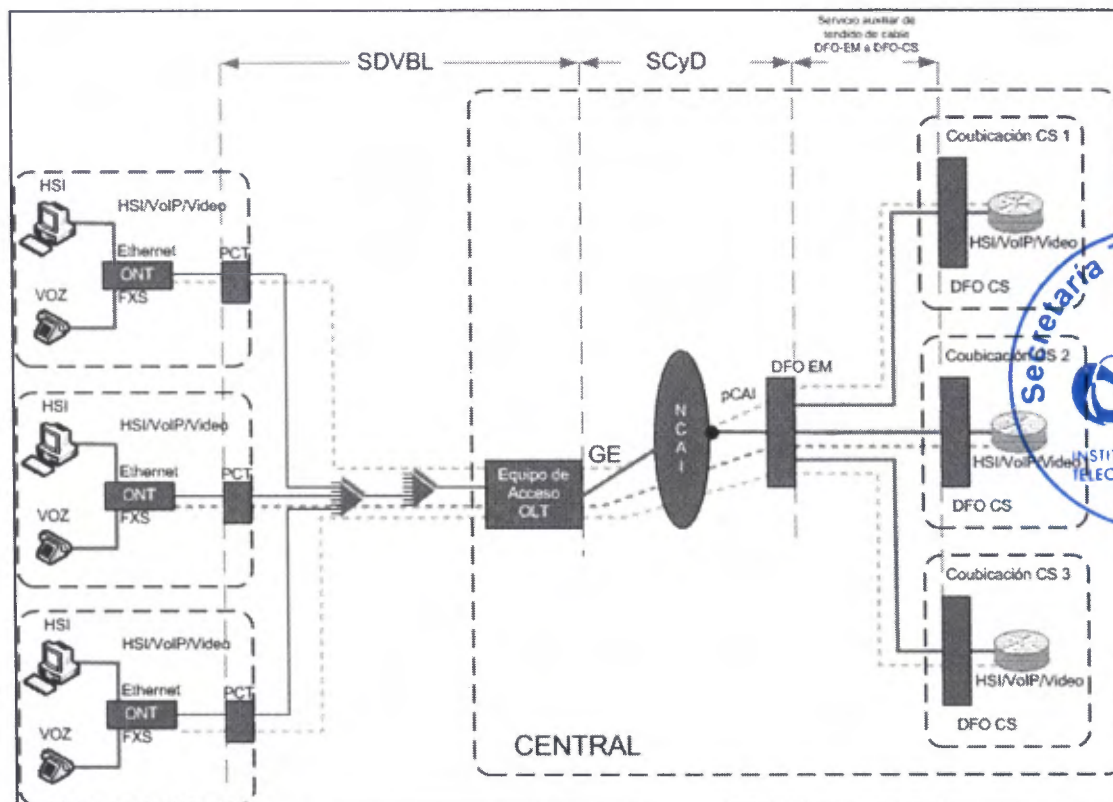 Servicio auxiliar de
tendido de cable
DFO-EM a DFO-CS
SDVBL
SCyD
HSI
HSI/VoIP/Video
Ethernet
ONT
FXS
VOZ
PCT
HSI
HSI/VoIP/Video
Ethernet
ONT
FXS
VOZ
PCT
HSI
HSI/VoIP/Video
Ethernet
ONT
FXS
VOZ
PCT
Equipo de
Acceso
OLT
GE
NCAI
pCAI
DFO EM
CENTRAL
Coubicación CS 1
HSI/VoIP/Video
DFO CS
Coubicación CS 2
HSI/VoIP/Video
DFO CS
Coubicación CS 3
HSI/VoIP/Video
DFO CS
Secretaría